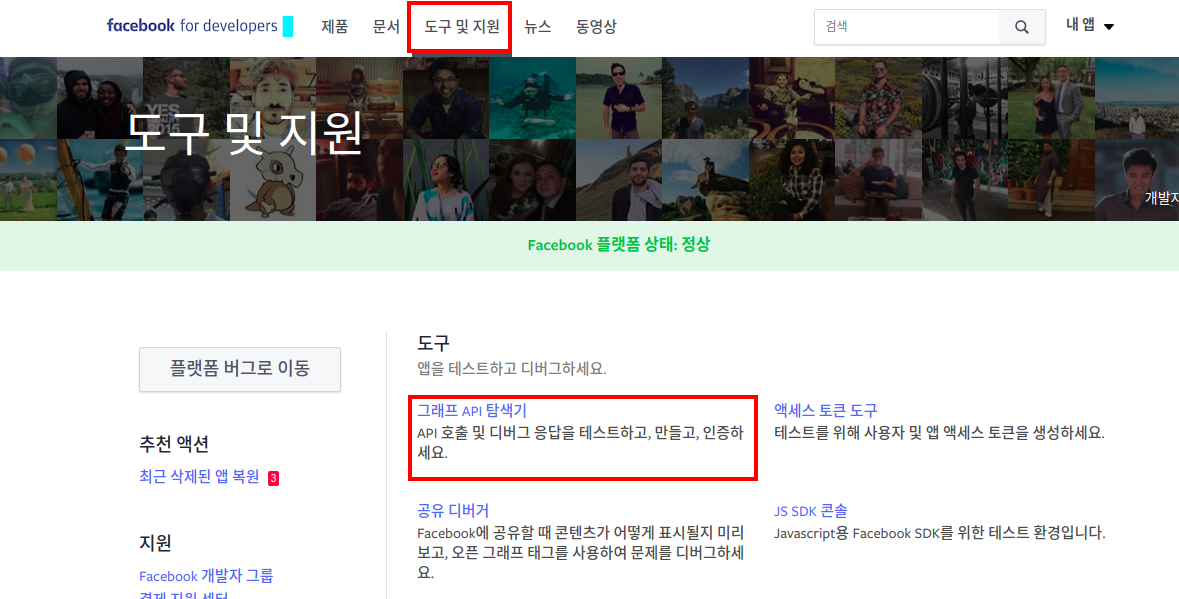 facebook for developers 제품 문서 도구 및 지원 뉴스 동영상 검색 내 앱
YES
2015
도구 및 지원
개발자
Facebook 플랫폼 상태: 정상
플랫폼 버그로 이동
추천 액션
최근 삭제된 앱 복원 3
지원
Facebook 개발자 그룹
결제 지원 센터
도구
앱을 테스트하고 디버그하세요.
그래프 API 탐색기
API 호출 및 디버그 응답을 테스트하고, 만들고, 인증하
세요.
액세스 토큰 도구
테스트를 위해 사용자 및 앱 액세스 토큰을 생성하세요.
공유 디버거
Facebook에 공유할 때 콘텐츠가 어떻게 표시될지 미리
보고, 오픈 그래프 태그를 사용하여 문제를 디버그하세
요.
JS SDK 콘솔
Javascript용 Facebook SDK를 위한 테스트 환경입니다.